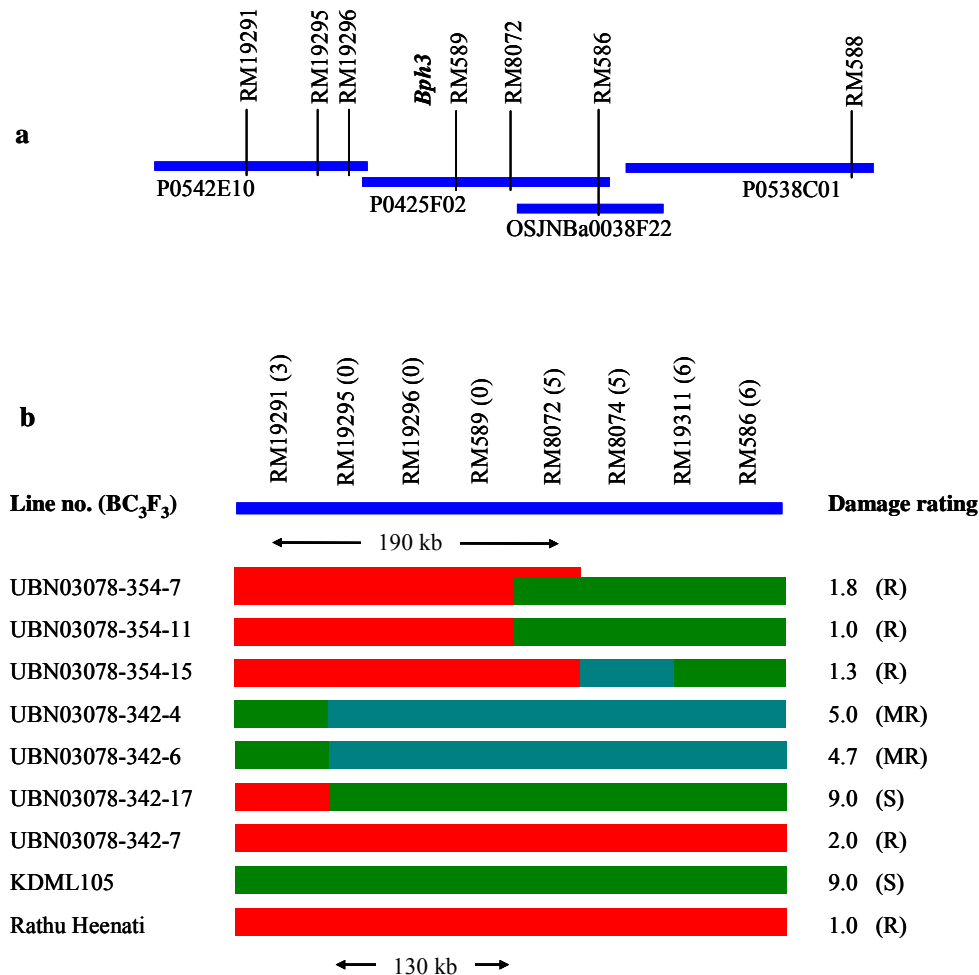 RM19291
RM19295
RM19296
Bph3
RM589
RM8072
RM586
RM588
a
P0542E10
P0425F02
OSJNBa0038F22
P0538C01
b
RM19291 (3)
RM19295 (0)
RM19296 (0)
RM589 (0)
RM8072 (5)
RM8074 (5)
RM19311 (6)
RM586 (6)
Line no. (BC3F3) Damage rating
190 kb
UBN03078-354-7 1.8 (R)
UBN03078-354-11 1.0 (R)
UBN03078-354-15 1.3 (R)
UBN03078-342-4 5.0 (MR)
UBN03078-342-6 4.7 (MR)
UBN03078-342-17 9.0 (S)
UBN03078-342-7 2.0 (R)
KDML105 9.0 (S)
Rathu Heenati 1.0 (R)
130 kb